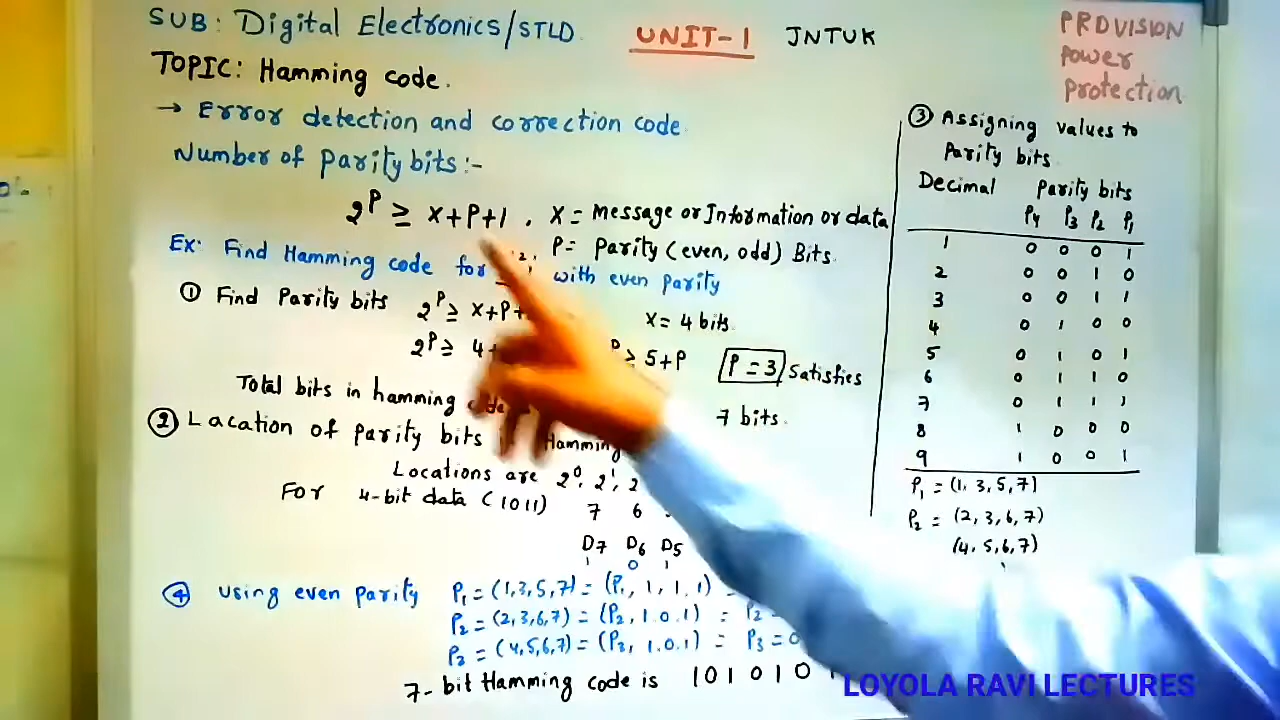 SUB: Digital Electronics/STLD. UNIT-1 JNTUK
PROVISION
Power
Protection
TOPIC: Hamming code.
→ Error detection and correction code
Number of parity bits:-
2^P ≥ x+P+1 . x = Message or Information or data
P = Parity (even, odd) Bits.
Ex: Find Hamming code for with even parity
① Find Parity bits 2^P ≥ x+P+ x = 4 bits.
2^P ≥ 4+ ≥ 5+P P = 3 Satisfies
Total bits in hamming code 7 bits.
② Lacation of parity bits Hamming
Locations are 2^0, 2^1, 2
For 4-bit data (1011) 7 6
D7 D6 D5
1 0 1
④ using even parity P1 = (1,3,5,7) = (P1, 1, 1, 1)
P2 = (2,3,6,7) = (P2, 1.0.1) = P2 =
P3 = (4,5,6,7) = (P3, 1.0.1) = P3 = 0
7-bit Hamming code is 101010
③ Assigning values to
Parity bits
Decimal Parity bits
P4 P3 P2 P1
1 0 0 0 1
2 0 0 1 0
3 0 0 1 1
4 0 1 0 0
5 0 1 0 1
6 0 1 1 0
7 0 1 1 1
8 1 0 0 0
9 1 0 0 1
P1 = (1, 3, 5, 7)
P2 = (2, 3, 6, 7)
(4, 5, 6, 7)
LOYOLA RAVI LECTURES